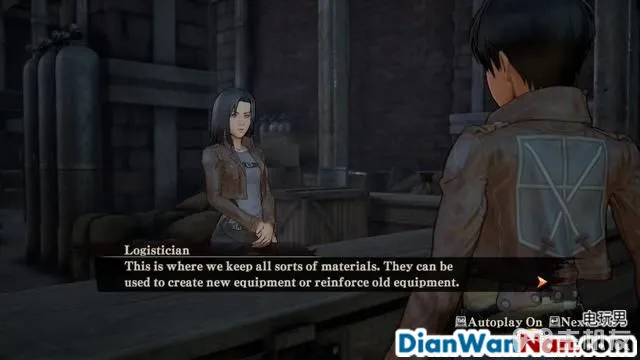 Logistician
This is where we keep all sorts of materials. They can be
used to create new equipment or reinforce old equipment.
Autoplay On Next
电玩男
DianWanNan.com